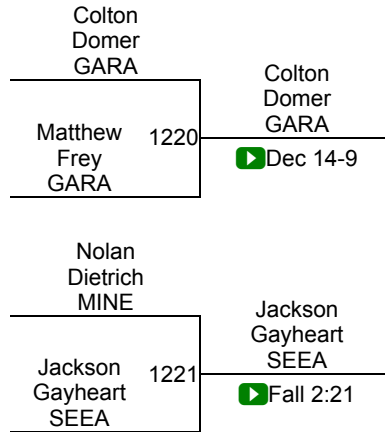 Colton
Domer
GARA
Matthew
Frey
GARA
1220
Colton
Domer
GARA
Dec 14-9
Nolan
Dietrich
MINE
Jackson
Gayheart
SEEA
1221
Jackson
Gayheart
SEEA
Fall 2:21